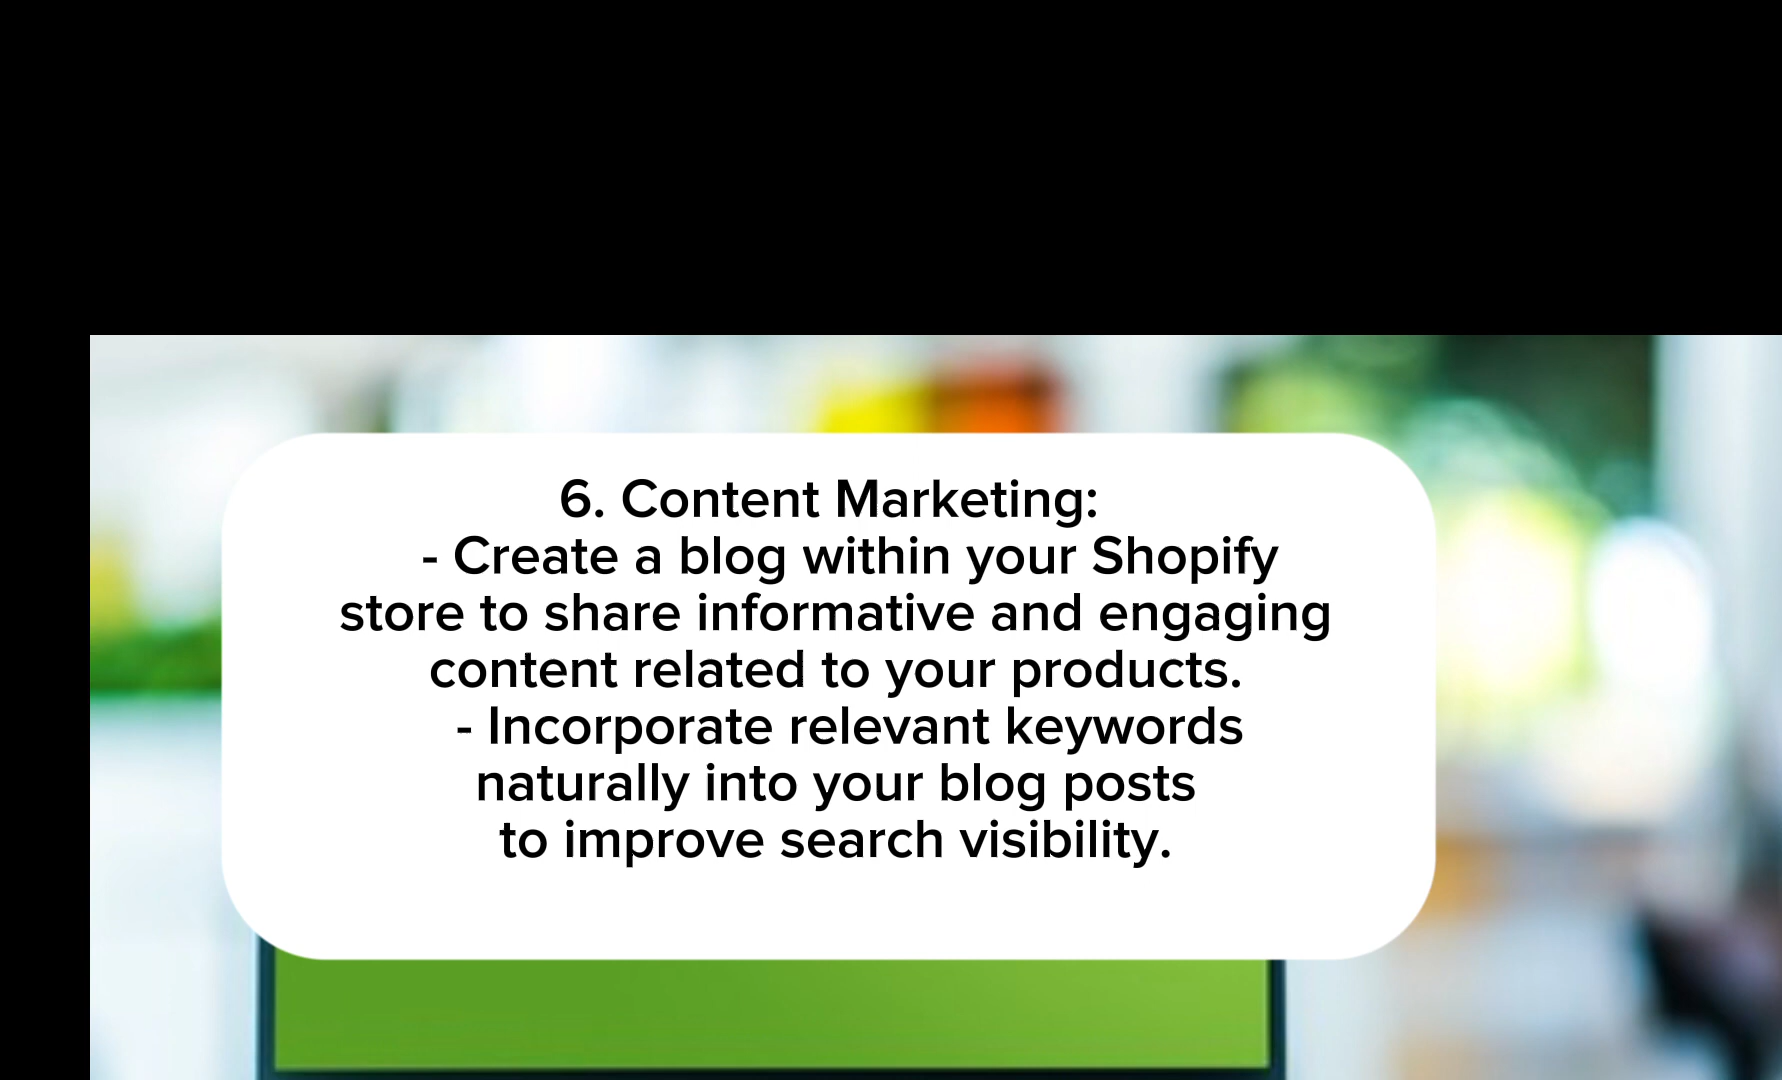 6. Content Marketing:
- Create a blog within your Shopify
store to share informative and engaging
content related to your products.
- Incorporate relevant keywords
naturally into your blog posts
to improve search visibility.